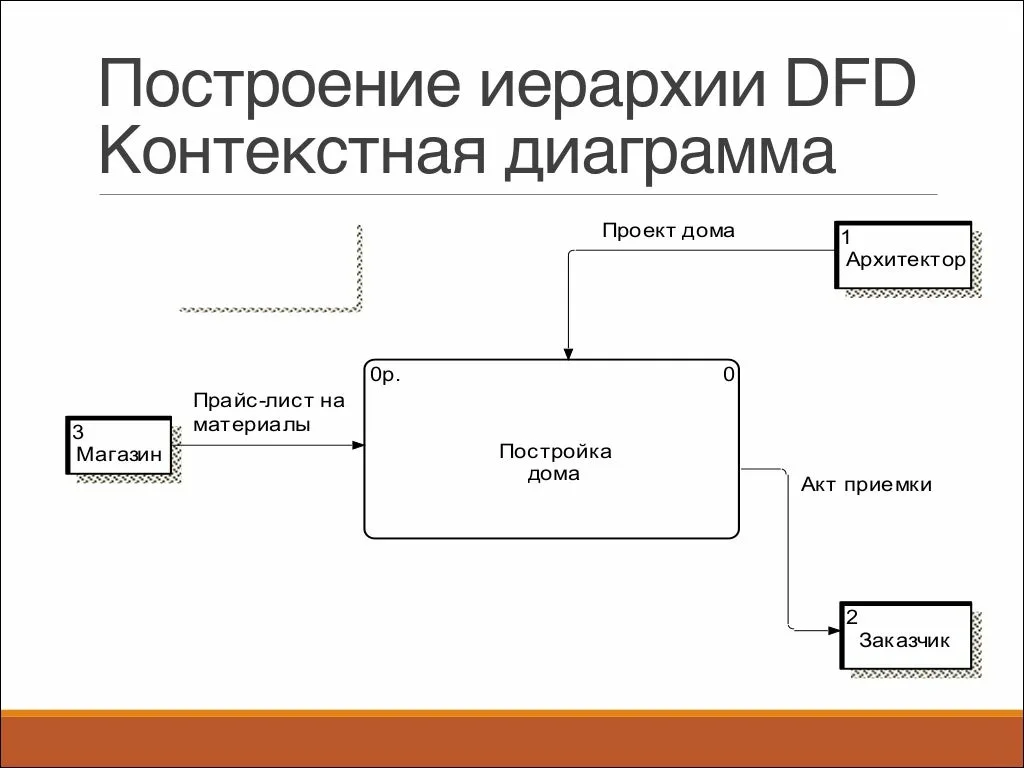 Построение иерархии DFD
Контекстная диаграмма
Проект дома
1
Архитектор
0р.
0
Прайс-лист на
материалы
3
Магазин
Постройка
дома
Акт приемки
2
Заказчик